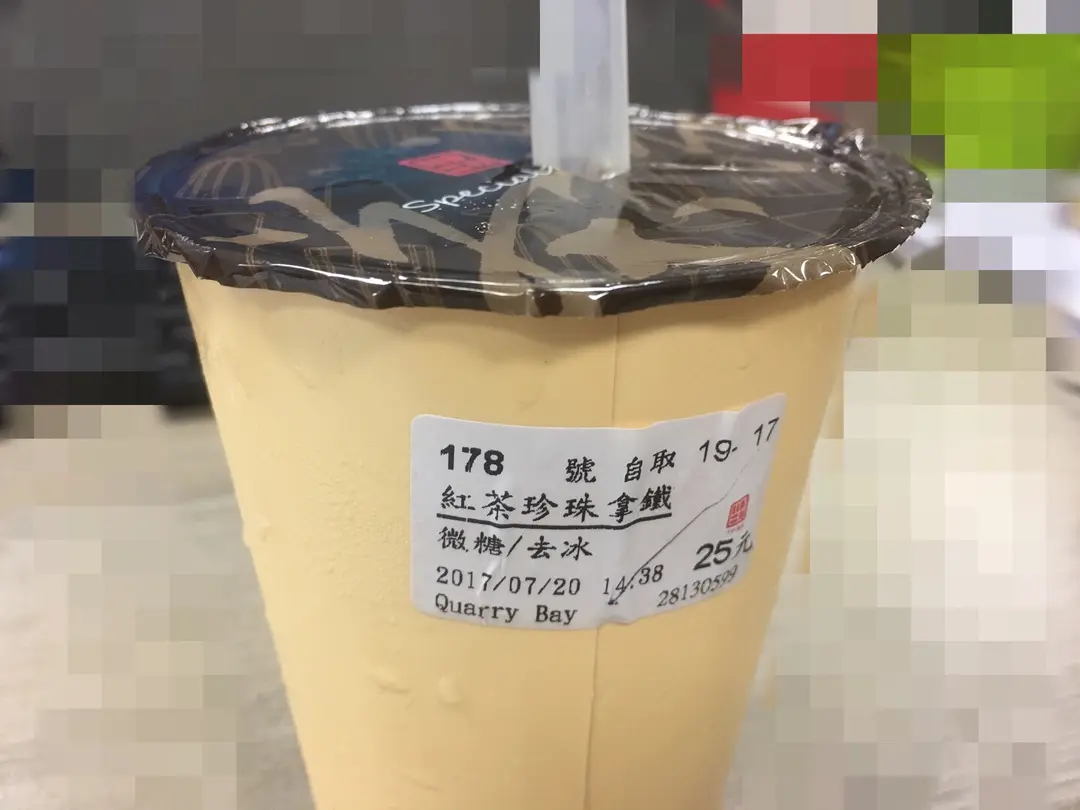 Special
178 號 自取 19- 17
紅茶珍珠拿鐵
微糖/去冰
25元
2017/07/20 14:38
28130599
Quarry Bay